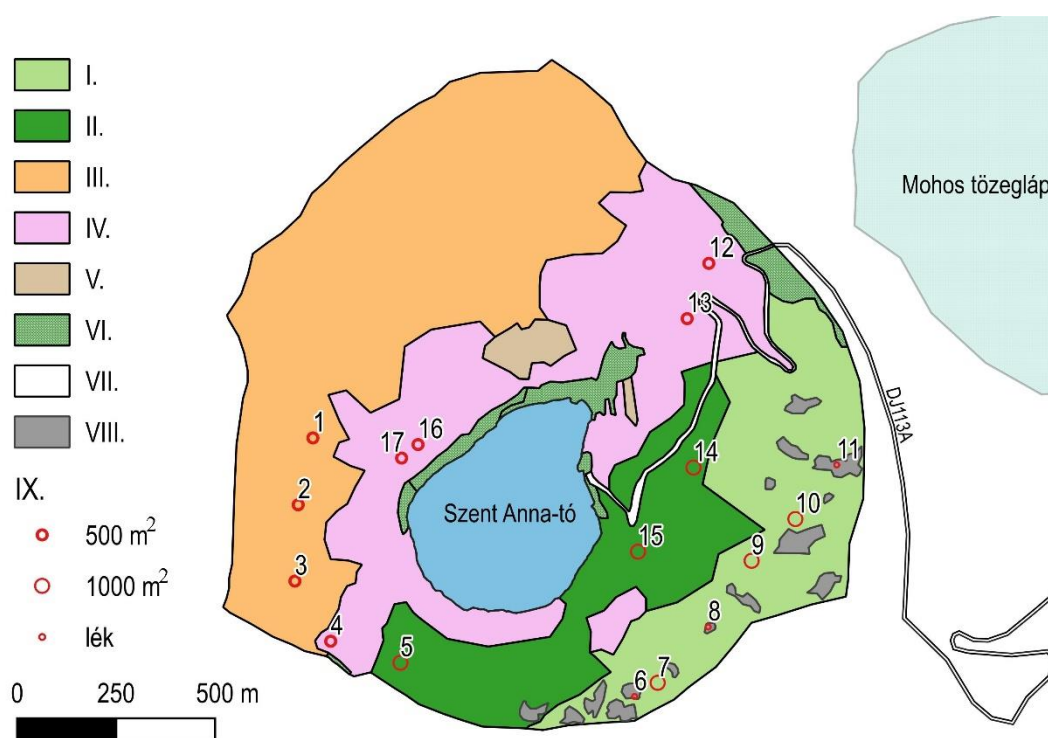 I.
II.
III.
IV.
V.
VI.
VII.
VIII.
IX.
500 m²
1000 m²
lék
0 250 500 m
Mohos tözegláp
12
13
DJ113A
1
16
17
14
11
2
Szent Anna-tó
10
15
9
3
8
4
5
7
6